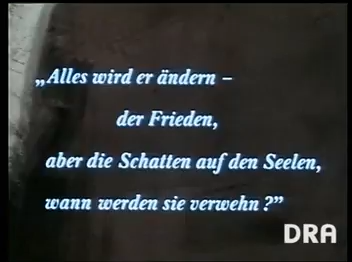 „Alles wird er ändern –
der Frieden,
aber die Schatten auf den Seelen,
wann werden sie verwehn?”
DRA